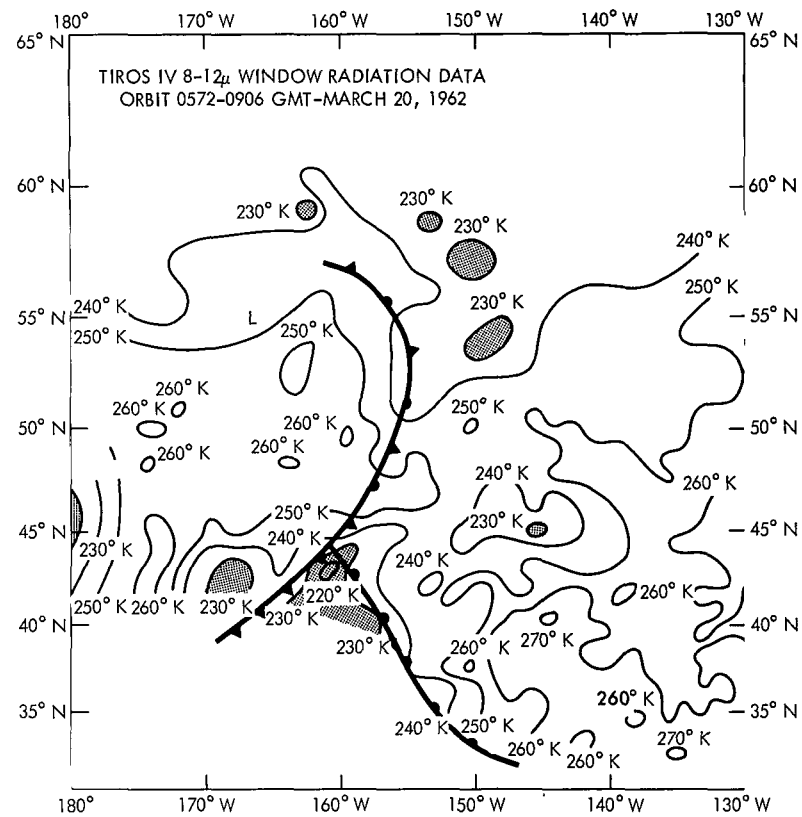 180° 170° W 160° W 150° W 140° W 130° W
65° N 65° N
TIROS IV 8-12μ WINDOW RADIATION DATA
ORBIT 0572-0906 GMT-MARCH 20, 1962
60° N 60° N
230° K 230° K
230° K
240° K
250° K
240° K 230° K
55° N 55° N
L
250° K 250° K
260° K
260° K 250° K
50° N 260° K 50° N
260° K 260° K
240° K 260° K
250° K 230° K
45° N 45° N
240° K
230° K 240° K
220° K 260° K
250° K 260° K 230° K 230° K
40° N 270° K 40° N
230° K 260° K
260° K
35° N 35° N
240° K 250° K 270° K
260° K 260° K
180° 170° W 160° W 150° W 140° W 130° W